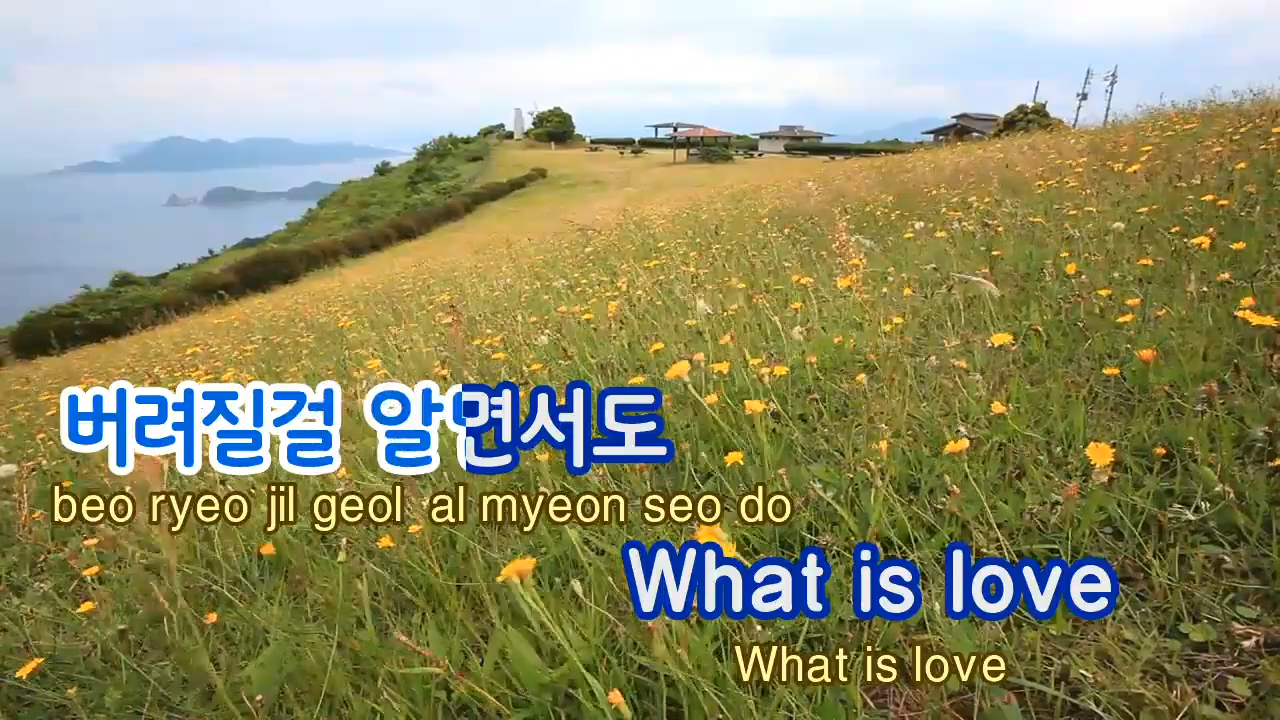 버려질걸 알면서도
beo ryeo jil geol al myeon seo do
What is love
What is love